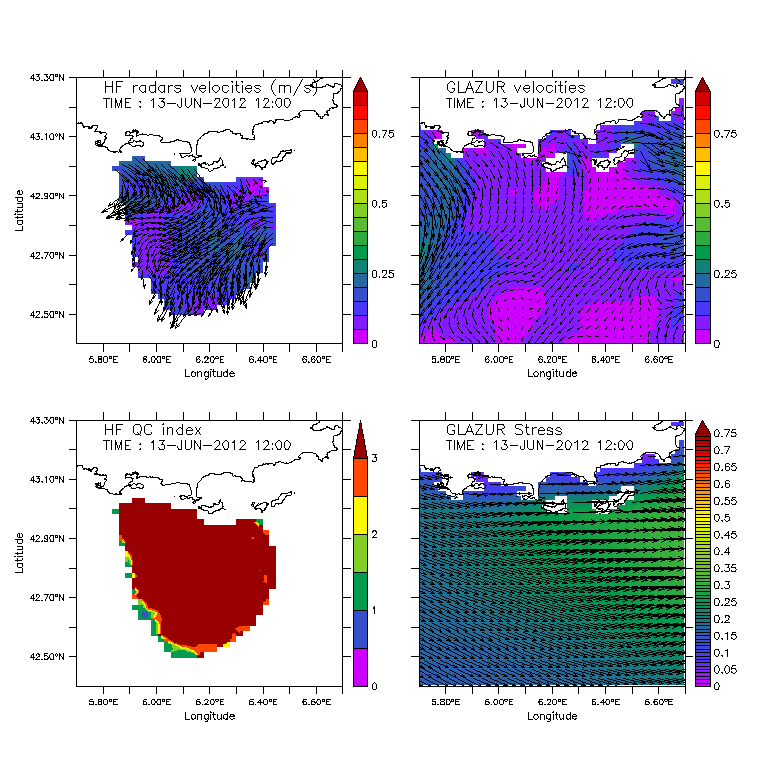 HF radars velocities (m/s)
TIME : 13-JUN-2012 12:00
43.30°N
43.10°N
42.90°N
42.70°N
42.50°N
Latitude
5.80°E 6.00°E 6.20°E 6.40°E 6.60°E
Longitude
0.75
0.5
0.25
0
GLAZUR velocities
TIME : 13-JUN-2012 12:00
5.80°E 6.00°E 6.20°E 6.40°E 6.60°E
Longitude
0.75
0.5
0.25
0
HF QC index
TIME : 13-JUN-2012 12:00
43.30°N
43.10°N
42.90°N
42.70°N
42.50°N
Latitude
5.80°E 6.00°E 6.20°E 6.40°E 6.60°E
Longitude
3
2
1
0
GLAZUR Stress
TIME : 13-JUN-2012 12:00
5.80°E 6.00°E 6.20°E 6.40°E 6.60°E
Longitude
0.75
0.7
0.65
0.6
0.55
0.5
0.45
0.4
0.35
0.3
0.25
0.2
0.15
0.1
0.05
0